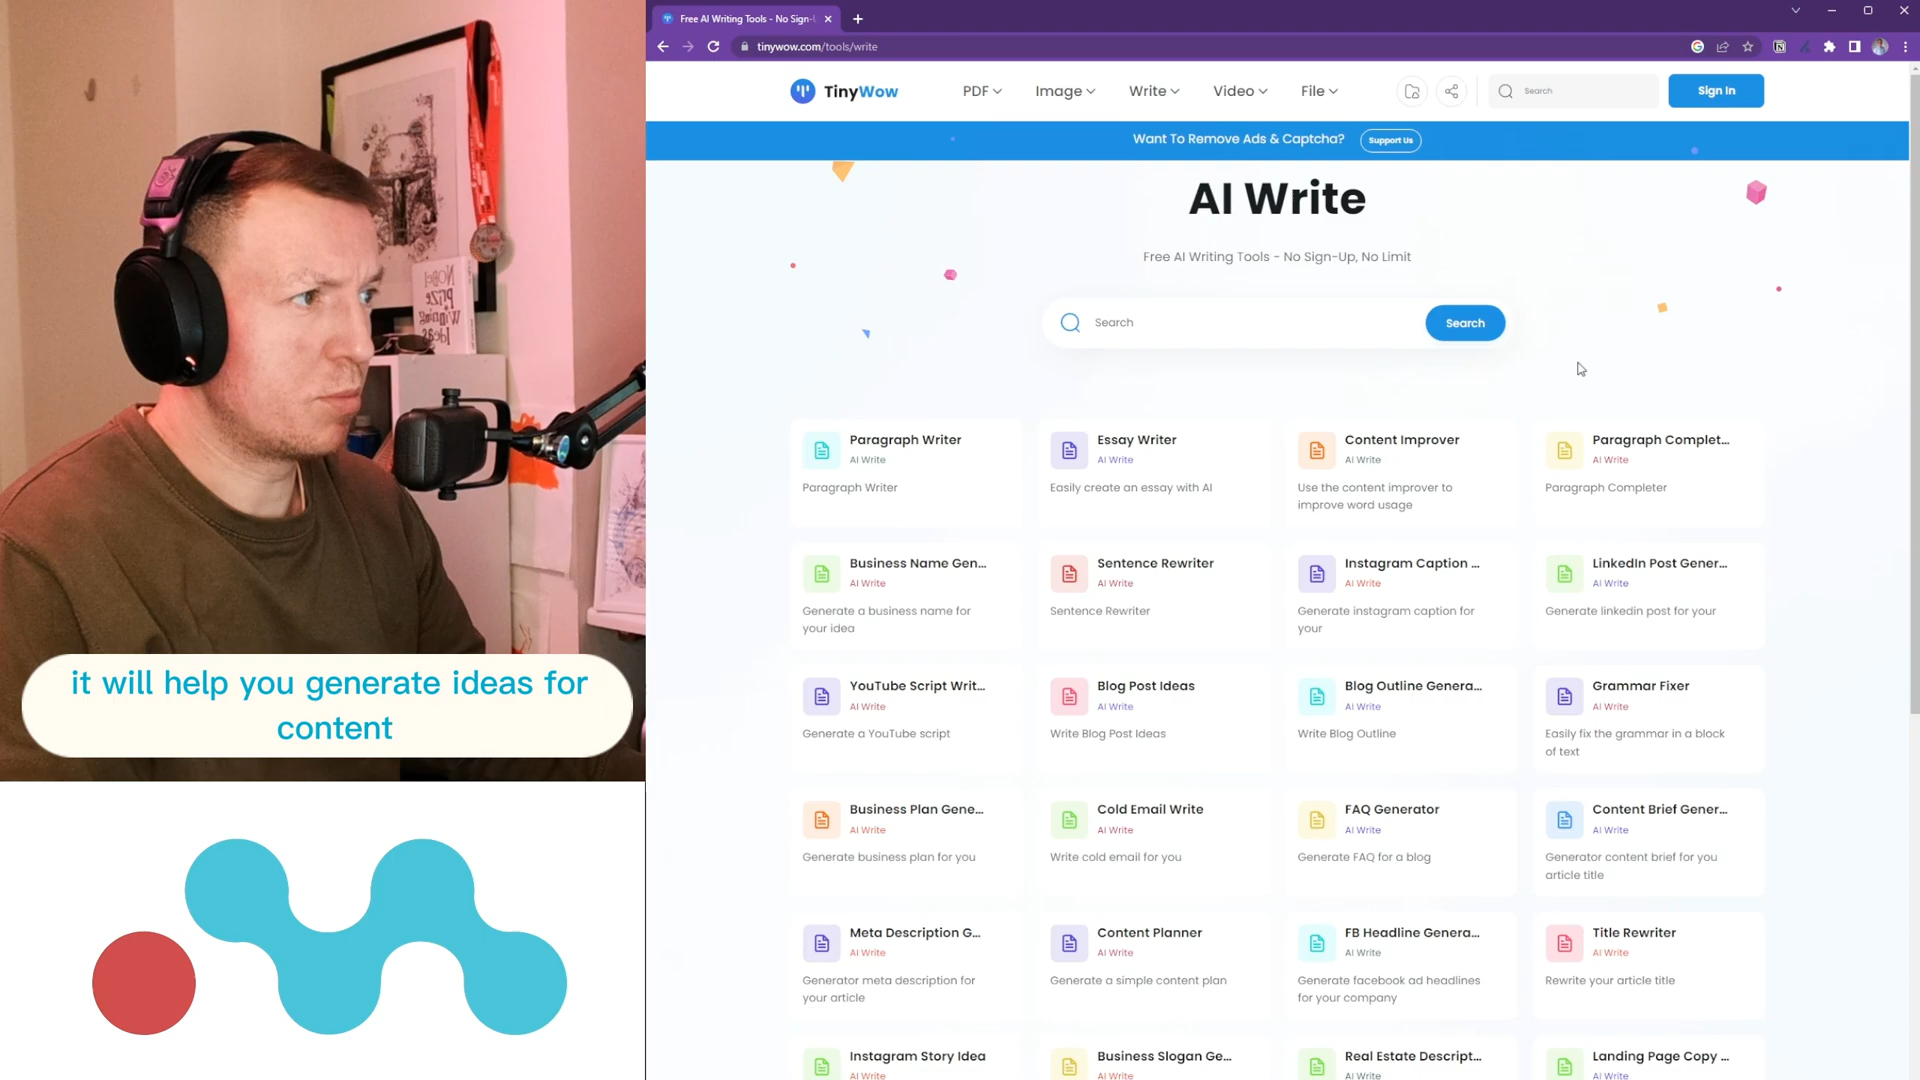 Free AI Writing Tools - No Sign-U
tinywow.com/tools/write
TinyWow
PDF
Image
Write
Video
File
Search
Sign In
Want To Remove Ads & Captcha?
Support Us
AI Write
Free AI Writing Tools - No Sign-Up, No Limit
Search
Search
Paragraph Writer
AI Write
Paragraph Writer
Essay Writer
AI Write
Easily create an essay with AI
Content Improver
AI Write
Use the content improver to
improve word usage
Paragraph Complet...
AI Write
Paragraph Completer
Business Name Gen...
AI Write
Generate a business name for
your idea
Sentence Rewriter
AI Write
Sentence Rewriter
Instagram Caption ...
AI Write
Generate instagram caption for
your
LinkedIn Post Gener...
AI Write
Generate linkedin post for your
YouTube Script Writ...
AI Write
Generate a YouTube script
Blog Post Ideas
AI Write
Write Blog Post Ideas
Blog Outline Genera...
AI Write
Write Blog Outline
Grammar Fixer
AI Write
Easily fix the grammar in a block
of text
Business Plan Gene...
AI Write
Generate business plan for you
Cold Email Write
AI Write
Write cold email for you
FAQ Generator
AI Write
Generate FAQ for a blog
Content Brief Gener...
AI Write
Generator content brief for you
article title
Meta Description G...
AI Write
Generator meta description for
your article
Content Planner
AI Write
Generate a simple content plan
FB Headline Genera...
AI Write
Generate facebook ad headlines
for your company
Title Rewriter
AI Write
Rewrite your article title
Instagram Story Idea
AI Write
Business Slogan Ge...
AI Write
Real Estate Descript...
AI Write
Landing Page Copy ...
AI Write
Nobel
Prize
Winning
Ideas
it will help you generate ideas for
content